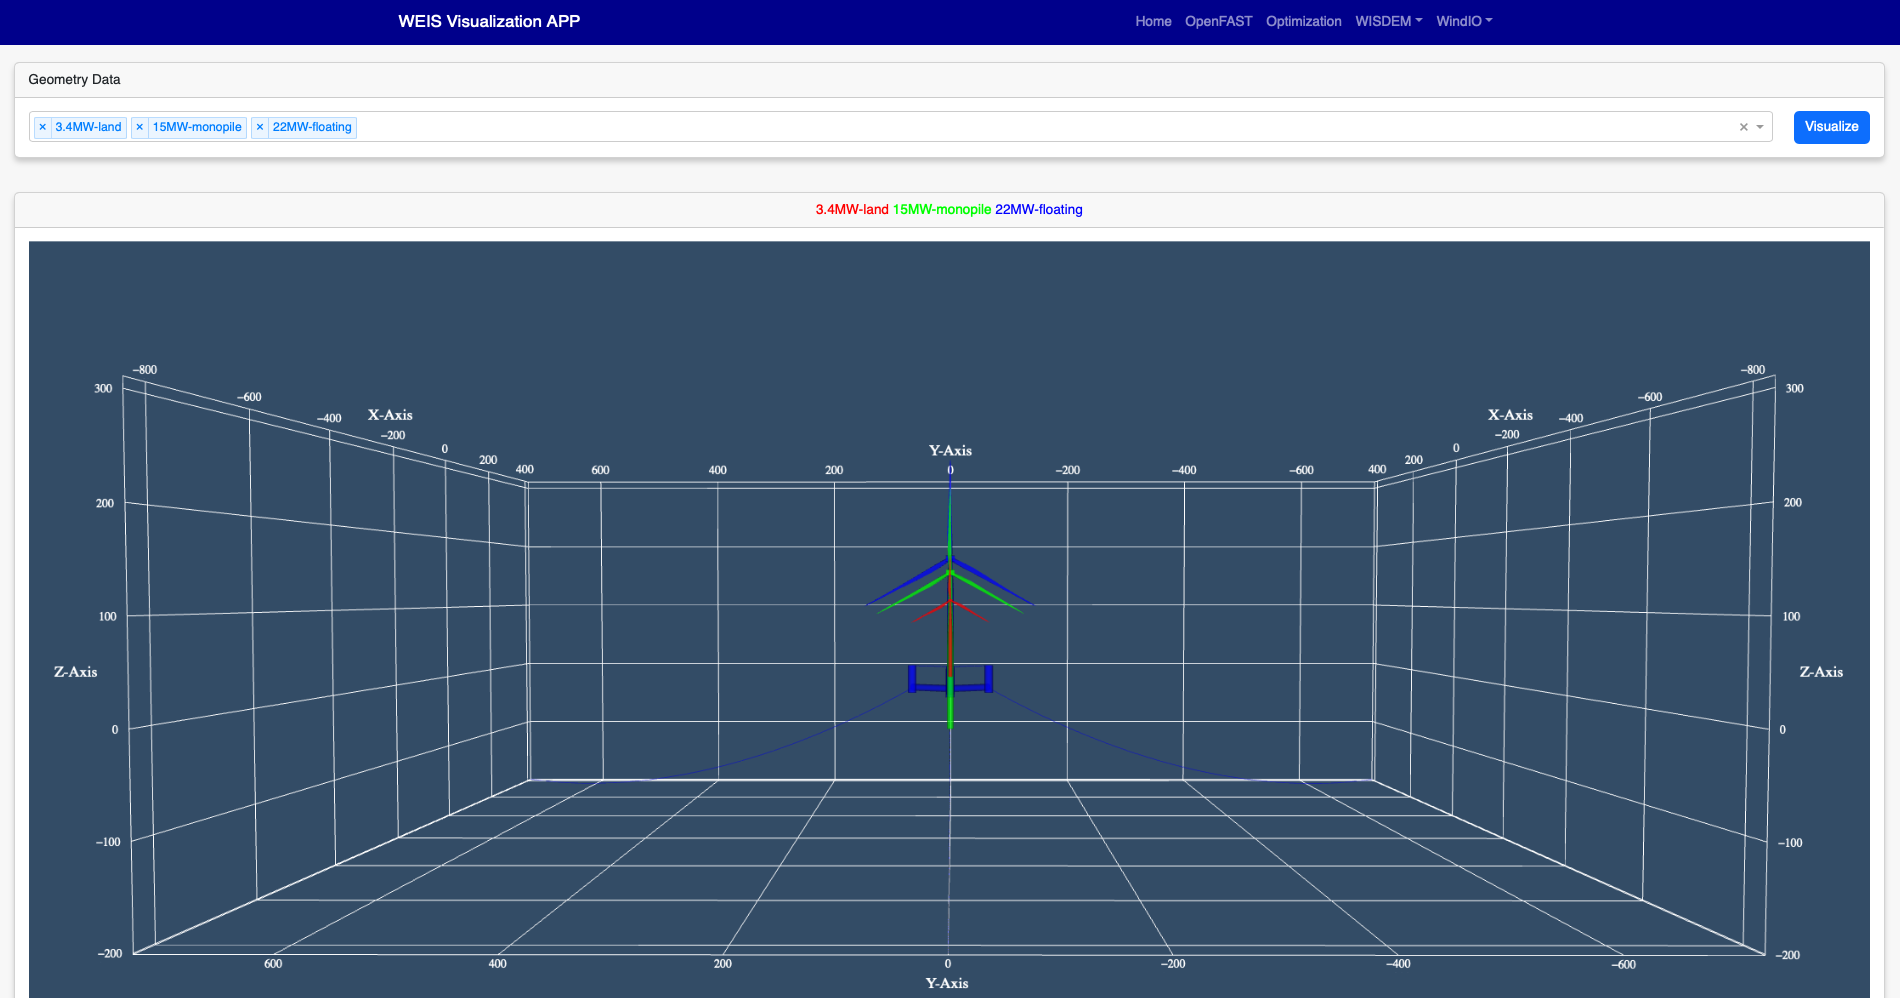 WEIS Visualization APP Home OpenFAST Optimization WISDEM WindIO
Geometry Data
× 3.4MW-land × 15MW-monopile × 22MW-floating × Visualize
3.4MW-land 15MW-monopile 22MW-floating
−800 −800
300 −600 −600 300
−400 X-Axis X-Axis −400
−200 −200
0 Y-Axis 0
200 200
400 600 400 200 0 −200 −400 −600 400
200 200
100 100
Z-Axis Z-Axis
0 0
−100 −100
−200 −200
600 400 200 0 −200 −400 −600
Y-Axis